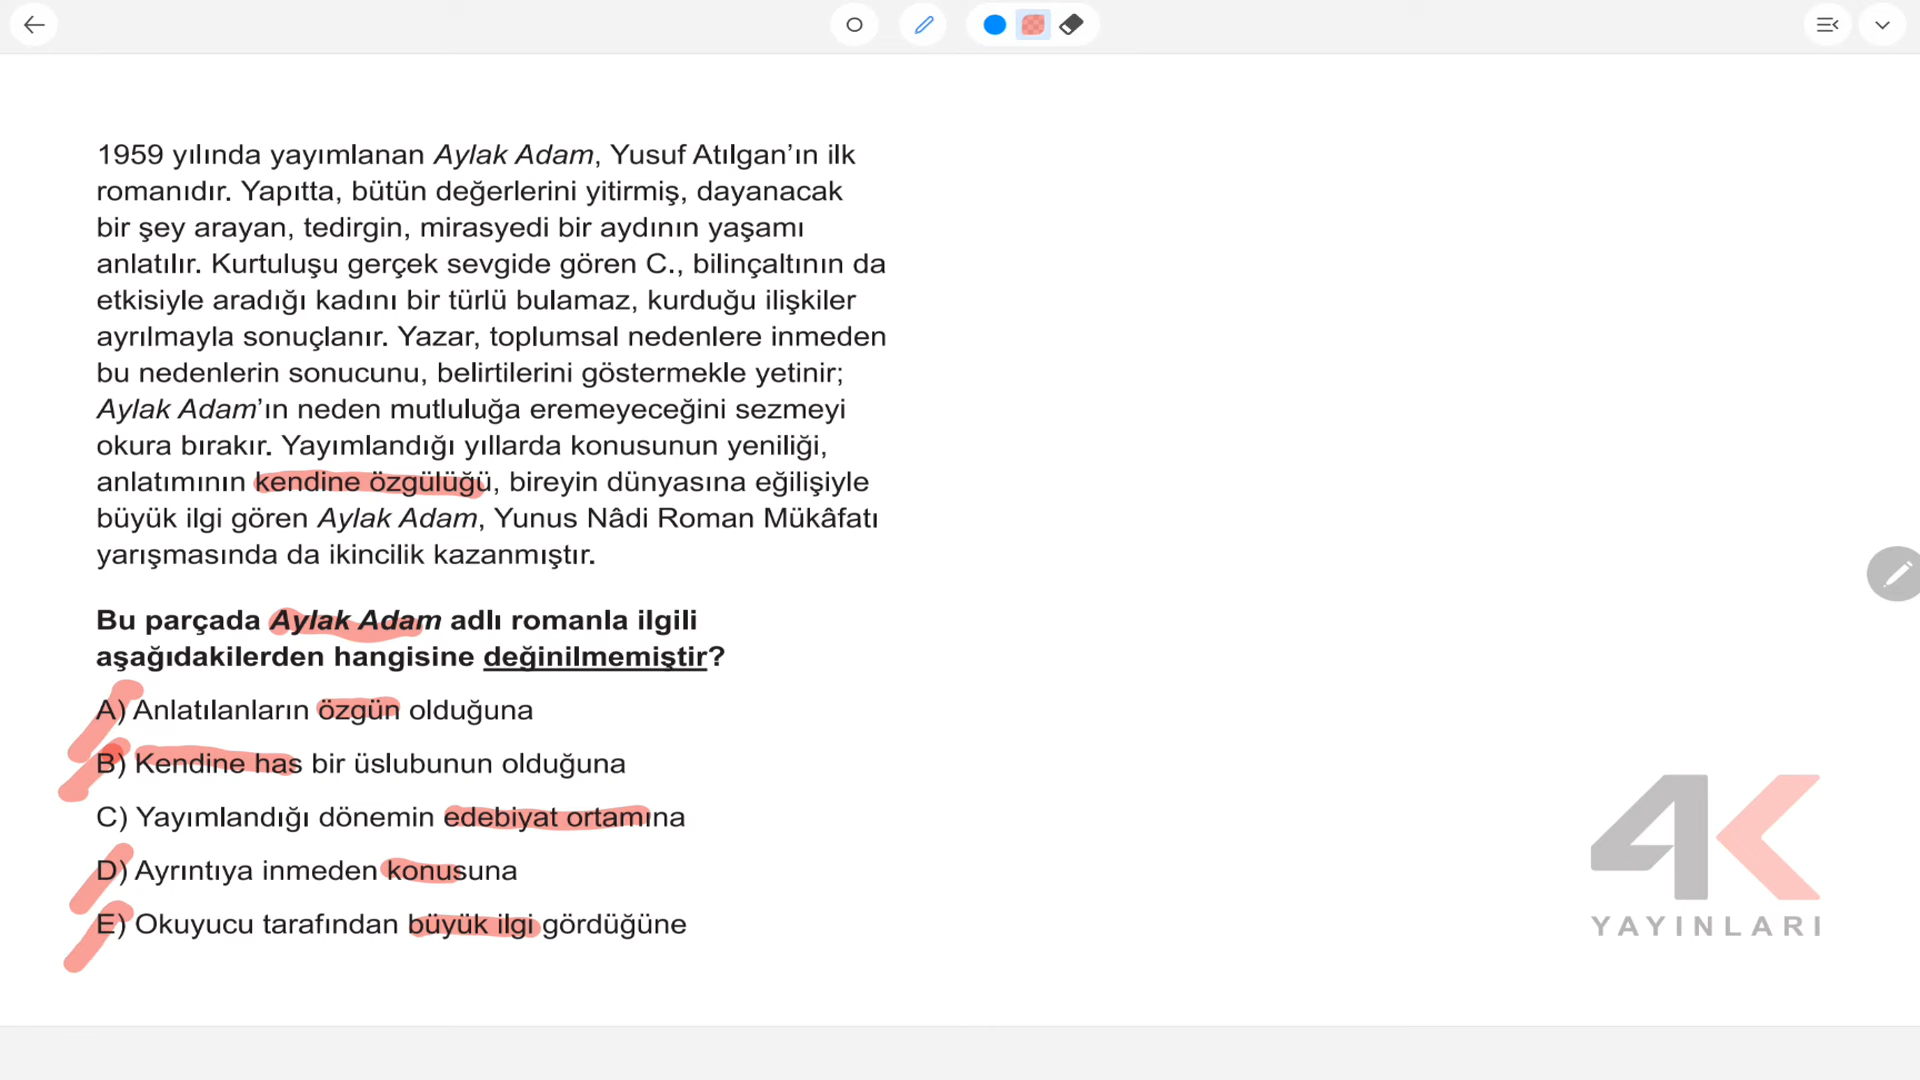 1959 yılında yayımlanan Aylak Adam, Yusuf Atılgan’ın ilk
romanıdır. Yapıtta, bütün değerlerini yitirmiş, dayanacak
bir şey arayan, tedirgin, mirasyedi bir aydının yaşamı
anlatılır. Kurtuluşu gerçek sevgide gören C., bilinçaltının da
etkisiyle aradığı kadını bir türlü bulamaz, kurduğu ilişkiler
ayrılmayla sonuçlanır. Yazar, toplumsal nedenlere inmeden
bu nedenlerin sonucunu, belirtilerini göstermekle yetinir;
Aylak Adam’ın neden mutluluğa eremeyeceğini sezmeyi
okura bırakır. Yayımlandığı yıllarda konusunun yeniliği,
anlatımının kendine özgülüğü, bireyin dünyasına eğilişiyle
büyük ilgi gören Aylak Adam, Yunus Nâdi Roman Mükâfatı
yarışmasında da ikincilik kazanmıştır.
Bu parçada Aylak Adam adlı romanla ilgili
aşağıdakilerden hangisine değinilmemiştir?
A) Anlatılanların özgün olduğuna
B) Kendine has bir üslubunun olduğuna
C) Yayımlandığı dönemin edebiyat ortamına
D) Ayrıntıya inmeden konusuna
E) Okuyucu tarafından büyük ilgi gördüğüne
4K
YAYINLARI